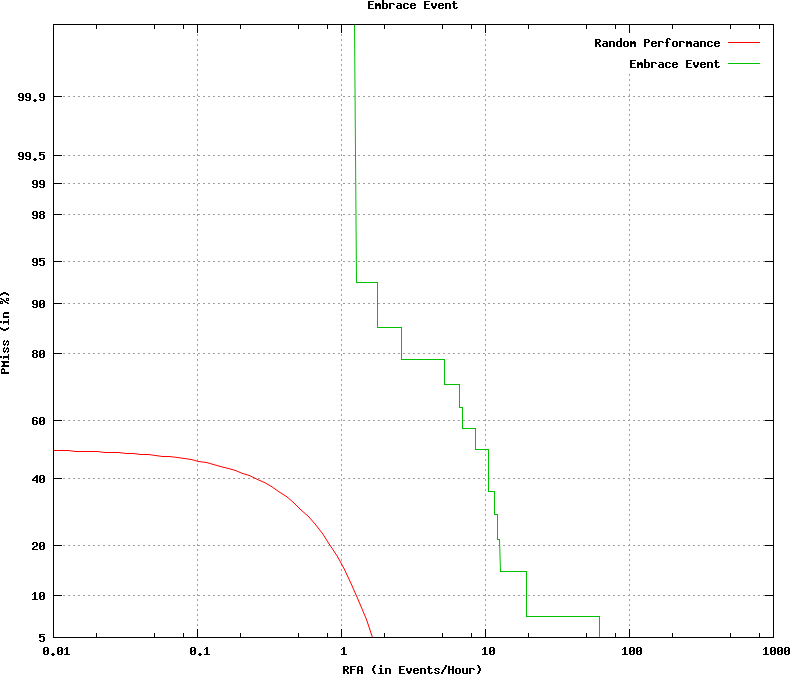 Embrace Event
Random Performance
Embrace Event
99.9
99.5
99
98
95
90
80
60
40
20
10
5
PMiss (in %)
0.01 0.1 1 10 100 1000
RFA (in Events/Hour)